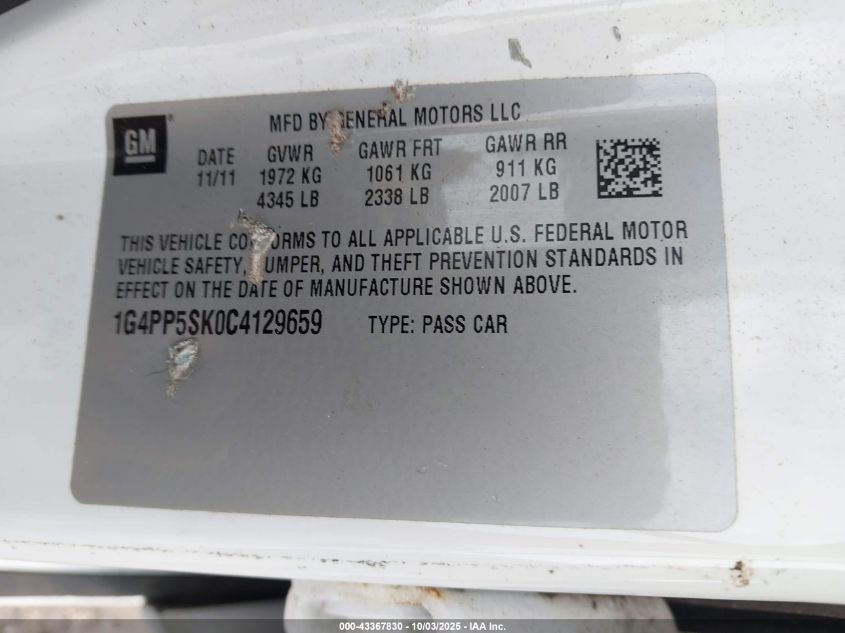 GM
MFD BY GENERAL MOTORS LLC
DATE GVWR GAWR FRT GAWR RR
11/11 1972 KG 1061 KG 911 KG
4345 LB 2338 LB 2007 LB
THIS VEHICLE CONFORMS TO ALL APPLICABLE U.S. FEDERAL MOTOR
VEHICLE SAFETY, BUMPER, AND THEFT PREVENTION STANDARDS IN
EFFECT ON THE DATE OF MANUFACTURE SHOWN ABOVE.
1G4PP5SK0C4129659 TYPE: PASS CAR
000-43367830 - 10/03/2025 - IAA Inc.